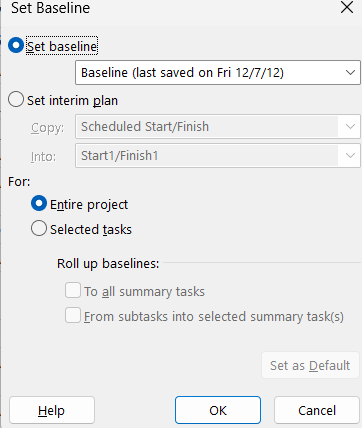 Set Baseline
Set baseline
Baseline (last saved on Fri 12/7/12)
Set interim plan
Copy: Scheduled Start/Finish
Into: Start1/Finish1
For:
Entire project
Selected tasks
Roll up baselines:
To all summary tasks
From subtasks into selected summary task(s)
Set as Default
Help OK Cancel